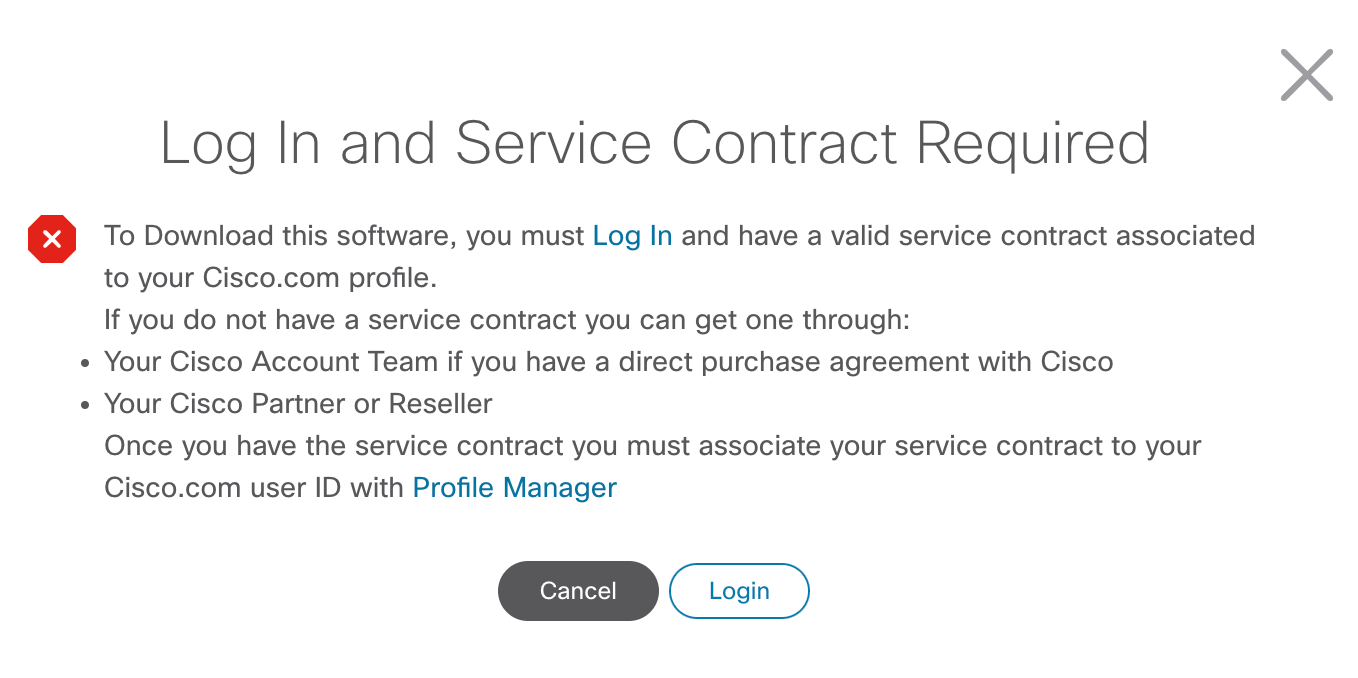 Log In and Service Contract Required
To Download this software, you must Log In and have a valid service contract associated
to your Cisco.com profile.
If you do not have a service contract you can get one through:
• Your Cisco Account Team if you have a direct purchase agreement with Cisco
• Your Cisco Partner or Reseller
Once you have the service contract you must associate your service contract to your
Cisco.com user ID with Profile Manager
Cancel Login